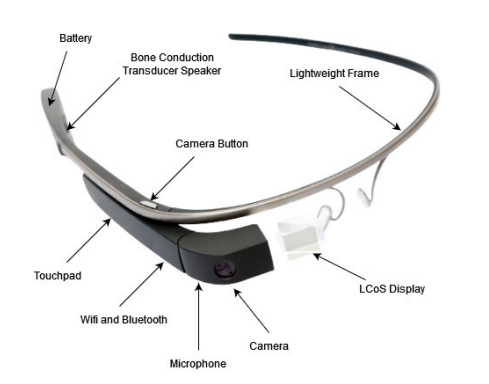 Battery
Bone Conduction
Transducer Speaker
Lightweight Frame
Camera Button
Touchpad
LCoS Display
Wifi and Bluetooth
Camera
Microphone